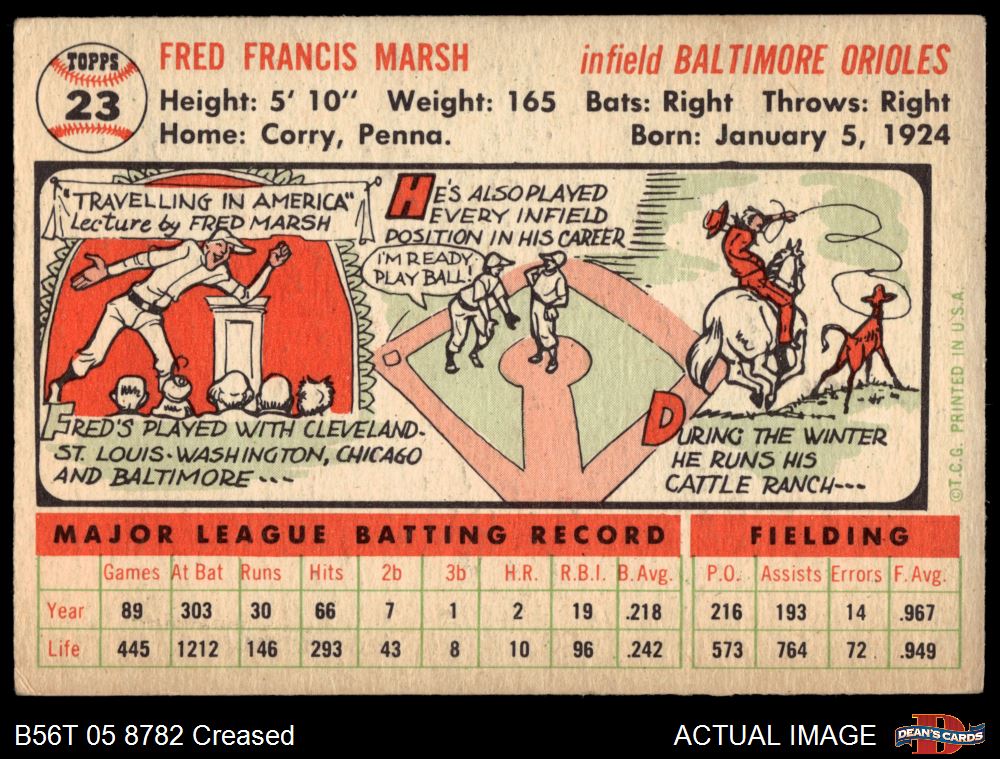 TOPPS
23
FRED FRANCIS MARSH
infield BALTIMORE ORIOLES
Height: 5' 10" Weight: 165 Bats: Right Throws: Right
Home: Corry, Penna. Born: January 5, 1924
"TRAVELLING IN AMERICA"
Lecture by FRED MARSH
FRED'S PLAYED WITH CLEVELAND-
ST. LOUIS-WASHINGTON, CHICAGO
AND BALTIMORE ---
HE'S ALSO PLAYED
EVERY INFIELD
POSITION IN HIS CAREER
I'M READY.
PLAY BALL!
DURING THE WINTER
HE RUNS HIS
CATTLE RANCH---
©T.C.G. PRINTED IN U.S.A.
MAJOR LEAGUE BATTING RECORD FIELDING
Games At Bat Runs Hits 2b 3b H.R. R.B.I. B.Avg. P.O. Assists Errors F. Avg.
Year 89 303 30 66 7 1 2 19 .218 216 193 14 .967
Life 445 1212 146 293 43 8 10 96 .242 573 764 72 .949
B56T 05 8782 Creased ACTUAL IMAGE
D
DEAN'S CARDS